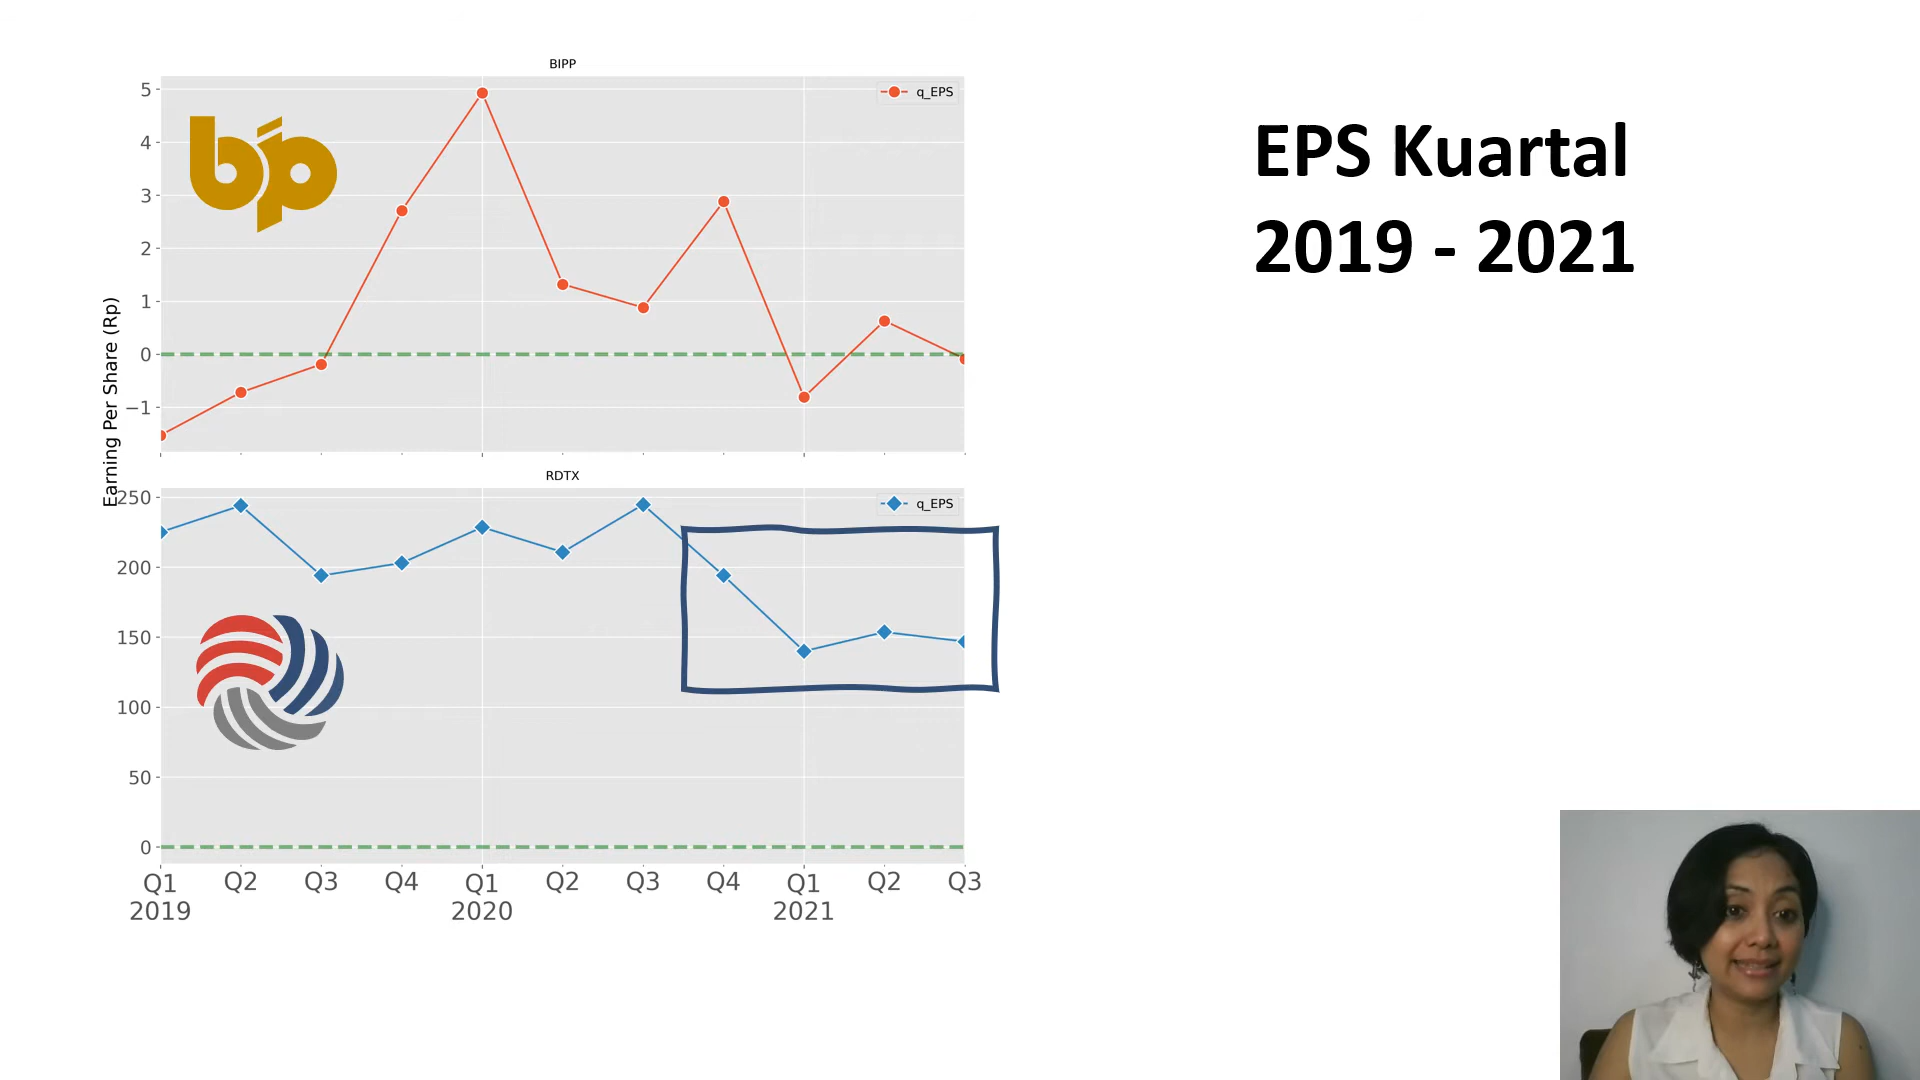 BIPP
q_EPS
5
4
3
2
1
0
−1
bip
Earning Per Share (Rp)
RDTX
q_EPS
250
200
150
100
50
0
Q1 Q2 Q3 Q4 Q1 Q2 Q3 Q4 Q1 Q2 Q3
2019 2020 2021
EPS Kuartal
2019 - 2021